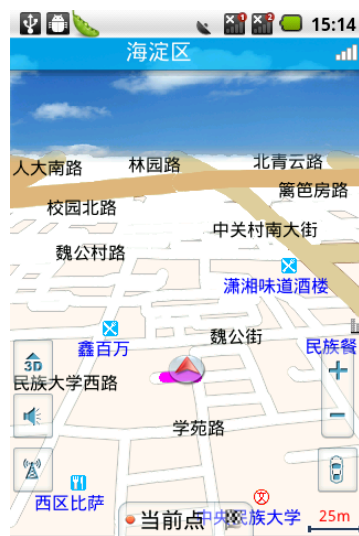 15:14
海淀区
人大南路
林园路
北青云路
篱笆房路
校园北路
中关村南大街
魏公村路
潇湘味道酒楼
魏公街
民族餐
鑫百万
3D
民族大学西路
学苑路
西区比萨
中央民族大学
当前点
25m